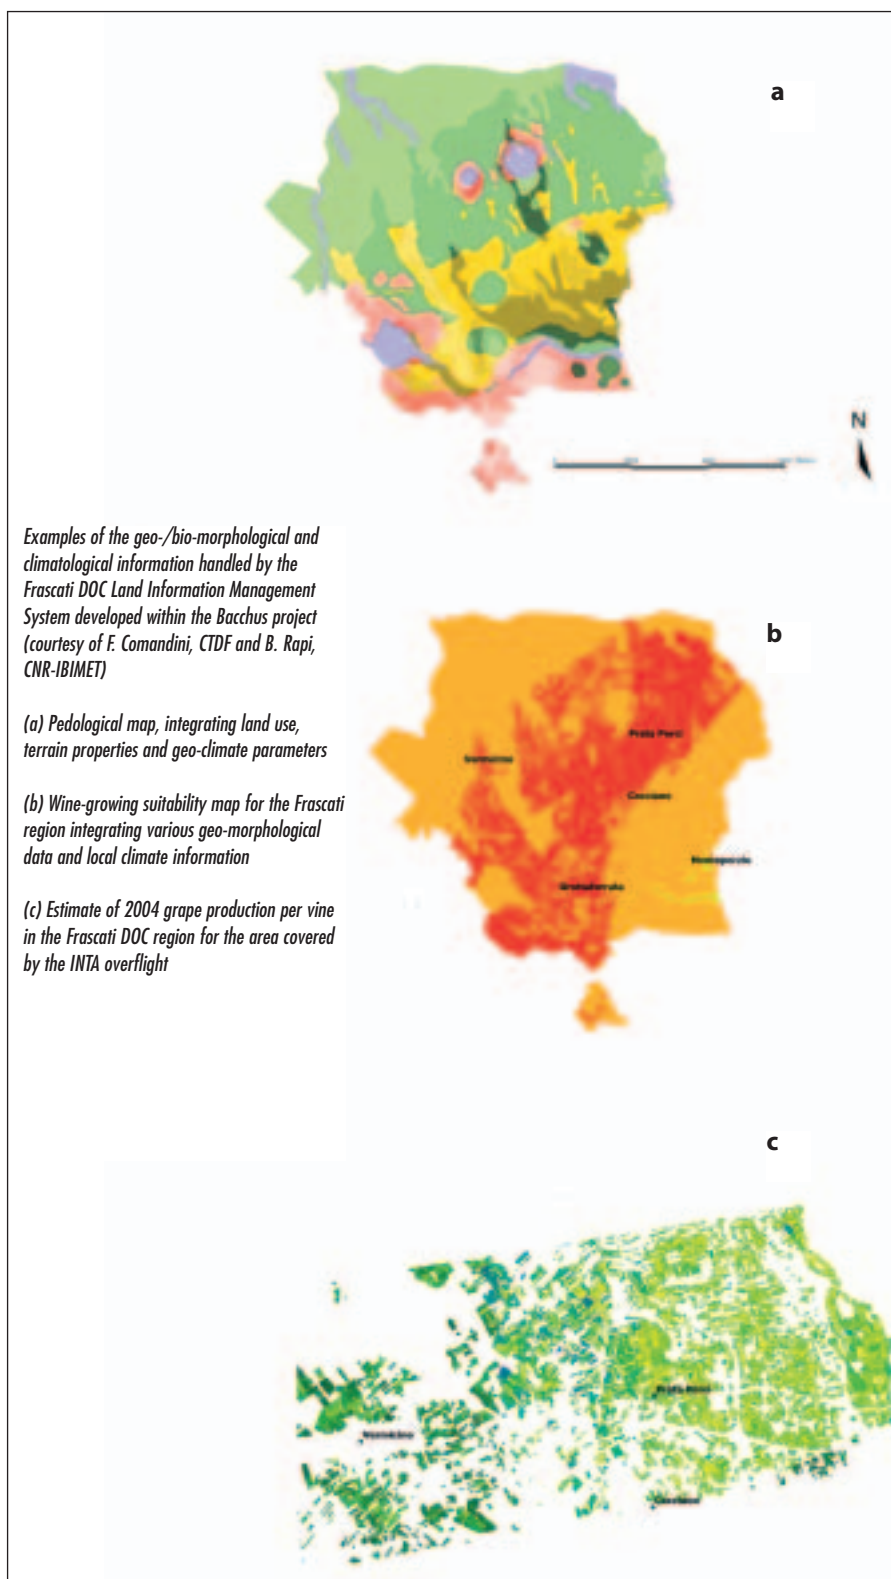 a
N
Examples of the geo-/bio-morphological and
climatological information handled by the
Frascati DOC Land Information Management
System developed within the Bacchus project
(courtesy of F. Comandini, CTDF and B. Rapi,
CNR-IBIMET)
(a) Pedological map, integrating land use,
terrain properties and geo-climate parameters
(b) Wine-growing suitability map for the Frascati
region integrating various geo-morphological
data and local climate information
(c) Estimate of 2004 grape production per vine
in the Frascati DOC region for the area covered
by the INTA overflight
b
Prata Porci
c